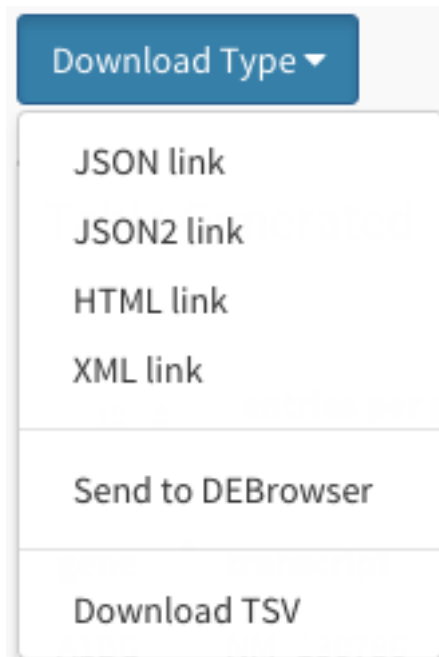 Download Type
JSON link
JSON2 link
HTML link
XML link
Send to DEBrowser
Download TSV